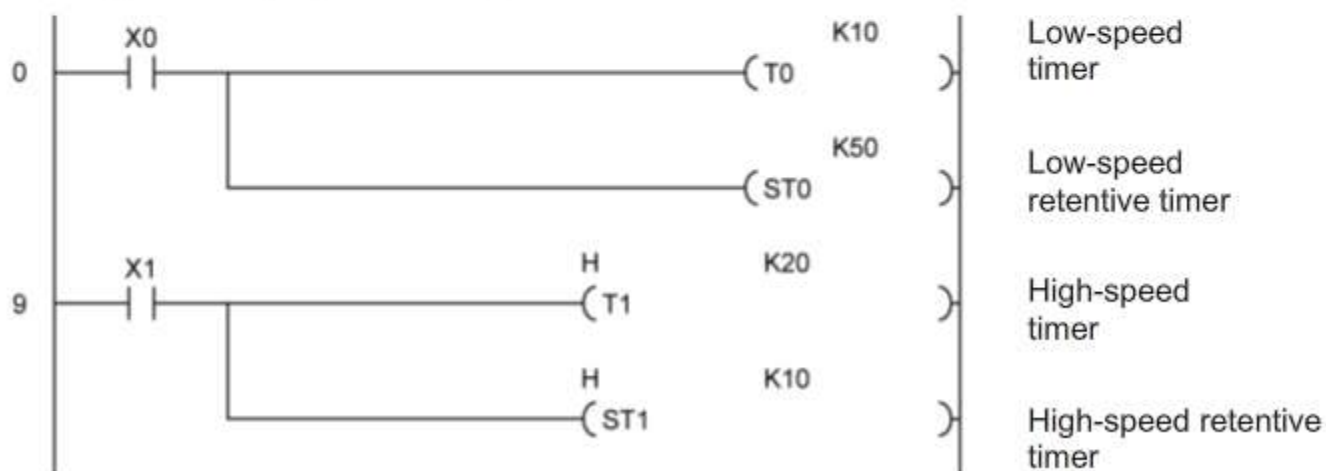 X0
K10
0
T0
Low-speed
timer
K50
ST0
Low-speed
retentive timer
X1
H
K20
9
T1
High-speed
timer
H
K10
ST1
High-speed retentive
timer